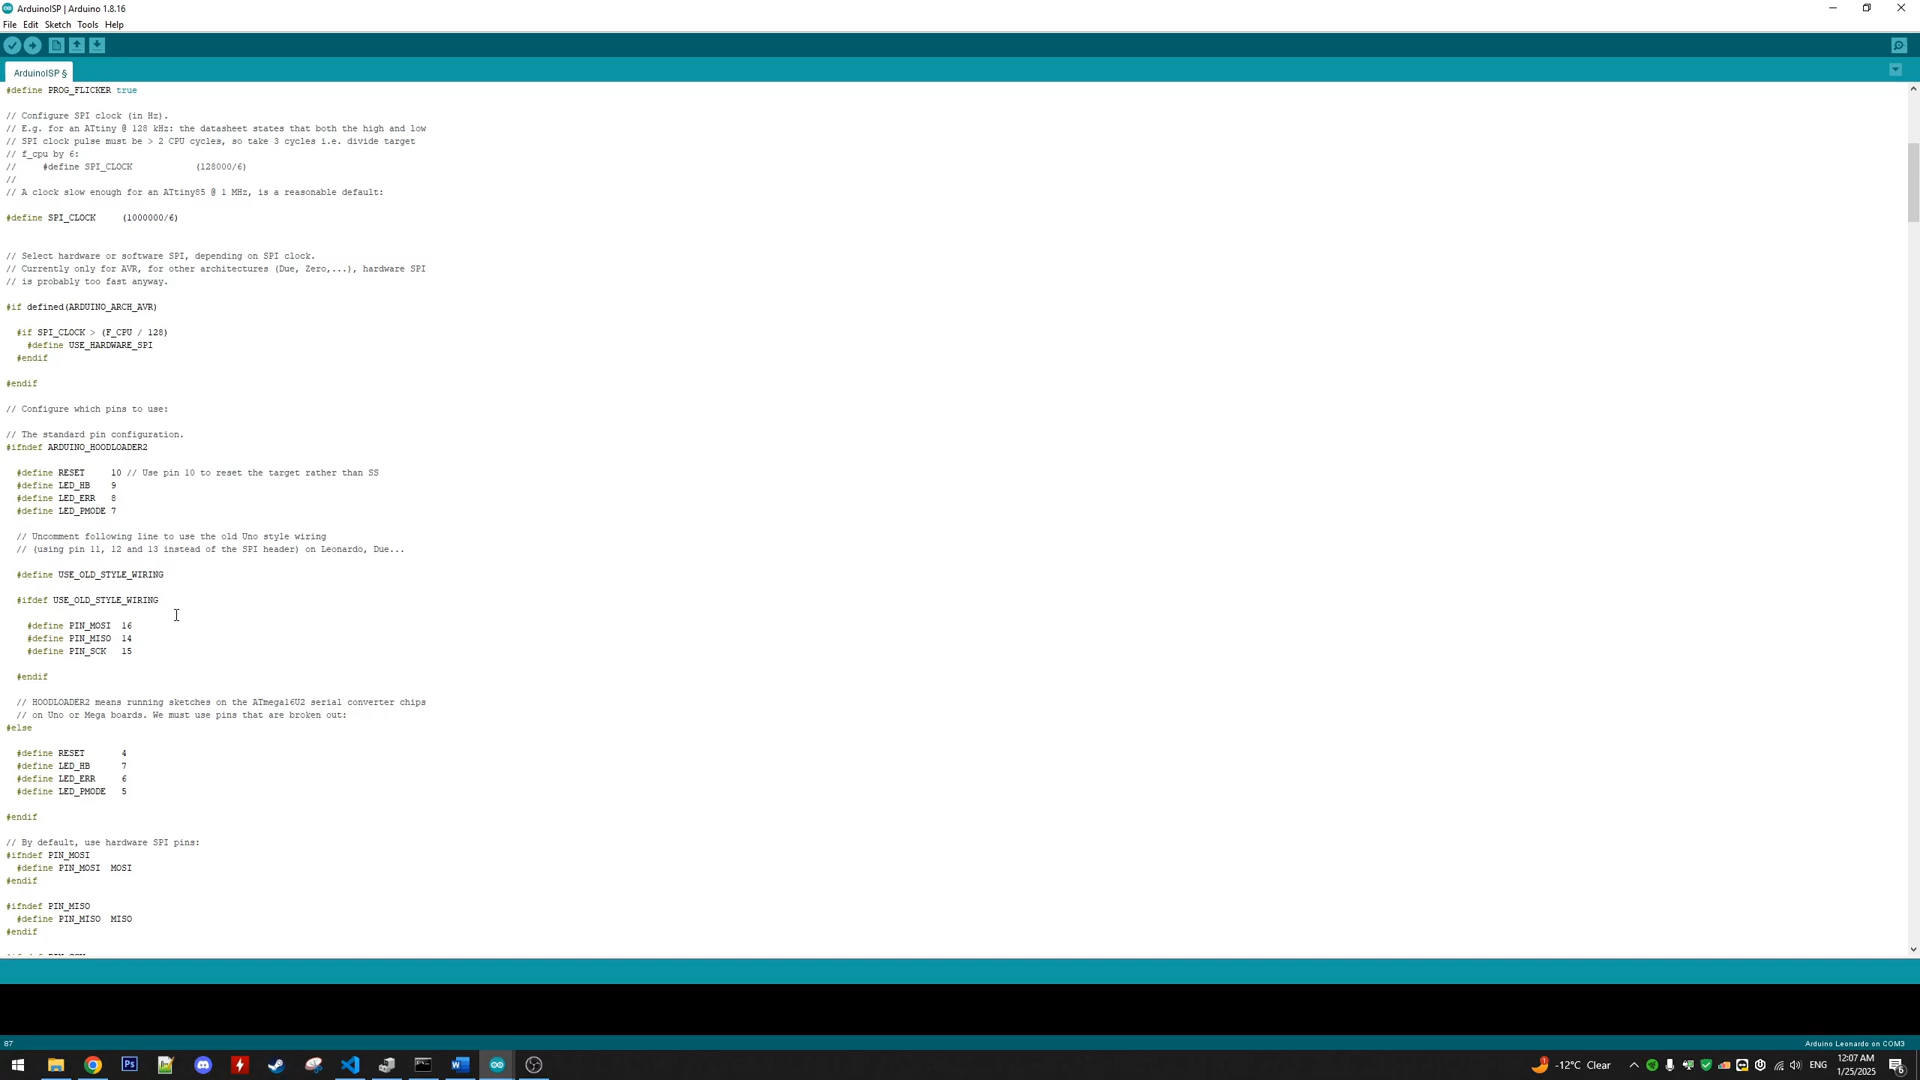 ArduinoISP | Arduino 1.8.16
File Edit Sketch Tools Help
ArduinoISP §
#define PROG_FLICKER true
// Configure SPI clock (in Hz).
// E.g. for an ATtiny @ 128 kHz: the datasheet states that both the high and low
// SPI clock pulse must be > 2 CPU cycles, so take 3 cycles i.e. divide target
// f_cpu by 6:
// #define SPI_CLOCK (128000/6)
//
// A clock slow enough for an ATtiny85 @ 1 MHz, is a reasonable default:
#define SPI_CLOCK (1000000/6)
// Select hardware or software SPI, depending on SPI clock.
// Currently only for AVR, for other architectures (Due, Zero,...), hardware SPI
// is probably too fast anyway.
#if defined(ARDUINO_ARCH_AVR)
#if SPI_CLOCK > (F_CPU / 128)
#define USE_HARDWARE_SPI
#endif
#endif
// Configure which pins to use:
// The standard pin configuration.
#ifndef ARDUINO_HOODLOADER2
#define RESET 10 // Use pin 10 to reset the target rather than SS
#define LED_HB 9
#define LED_ERR 8
#define LED_PMODE 7
// Uncomment following line to use the old Uno style wiring
// (using pin 11, 12 and 13 instead of the SPI header) on Leonardo, Due...
#define USE_OLD_STYLE_WIRING
#ifdef USE_OLD_STYLE_WIRING
#define PIN_MOSI 16
#define PIN_MISO 14
#define PIN_SCK 15
#endif
// HOODLOADER2 means running sketches on the ATmega16U2 serial converter chips
// on Uno or Mega boards. We must use pins that are broken out:
#else
#define RESET 4
#define LED_HB 7
#define LED_ERR 6
#define LED_PMODE 5
#endif
// By default, use hardware SPI pins:
#ifndef PIN_MOSI
#define PIN_MOSI MOSI
#endif
#ifndef PIN_MISO
#define PIN_MISO MISO
#endif
87
Arduino Leonardo on COM3
-12°C Clear
ENG
12:07 AM
1/25/2025